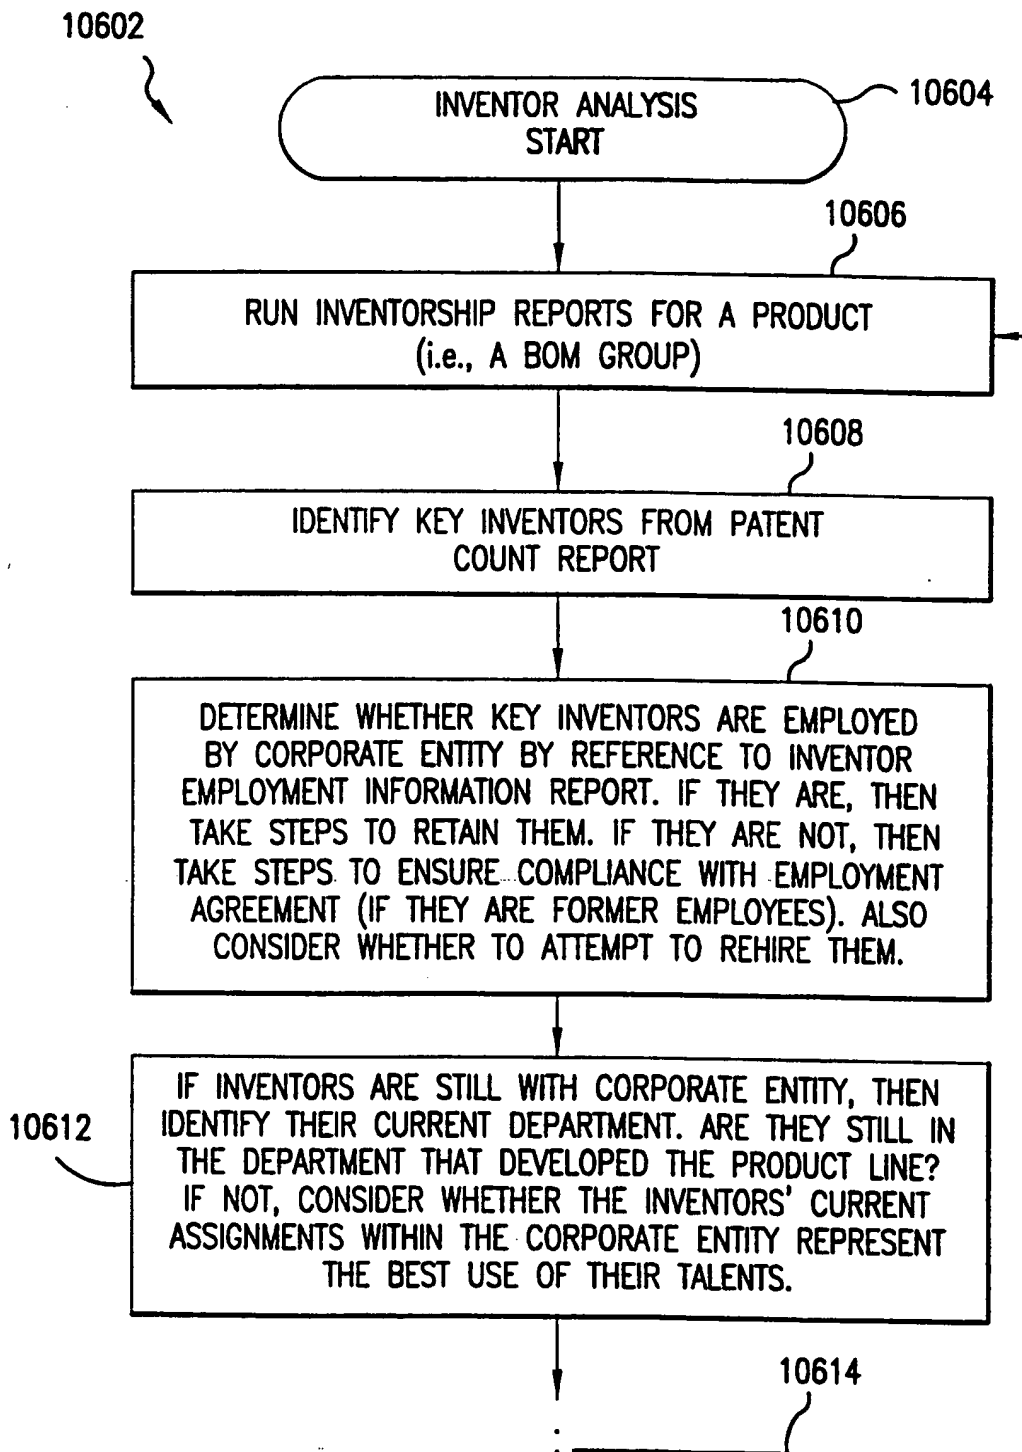 10602
INVENTOR ANALYSIS
START
10604
10606
RUN INVENTORSHIP REPORTS FOR A PRODUCT
(i.e., A BOM GROUP)
10608
IDENTIFY KEY INVENTORS FROM PATENT
COUNT REPORT
10610
DETERMINE WHETHER KEY INVENTORS ARE EMPLOYED
BY CORPORATE ENTITY BY REFERENCE TO INVENTOR
EMPLOYMENT INFORMATION REPORT. IF THEY ARE, THEN
TAKE STEPS TO RETAIN THEM. IF THEY ARE NOT, THEN
TAKE STEPS TO ENSURE COMPLIANCE WITH EMPLOYMENT
AGREEMENT (IF THEY ARE FORMER EMPLOYEES). ALSO
CONSIDER WHETHER TO ATTEMPT TO REHIRE THEM.
10612
IF INVENTORS ARE STILL WITH CORPORATE ENTITY, THEN
IDENTIFY THEIR CURRENT DEPARTMENT. ARE THEY STILL IN
THE DEPARTMENT THAT DEVELOPED THE PRODUCT LINE?
IF NOT, CONSIDER WHETHER THE INVENTORS' CURRENT
ASSIGNMENTS WITHIN THE CORPORATE ENTITY REPRESENT
THE BEST USE OF THEIR TALENTS.
10614